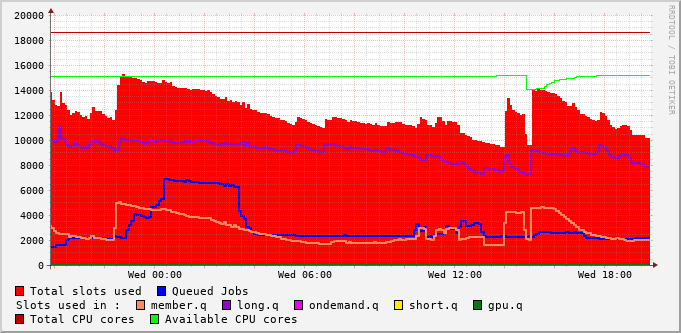 20000
18000
16000
14000
12000
10000
8000
6000
4000
2000
0
Wed 00:00 Wed 06:00 Wed 12:00 Wed 18:00
RRDTOOL / TOBI OETIKER
Total slots used Queued Jobs
Slots used in : member.q long.q ondemand.q short.q gpu.q
Total CPU cores Available CPU cores